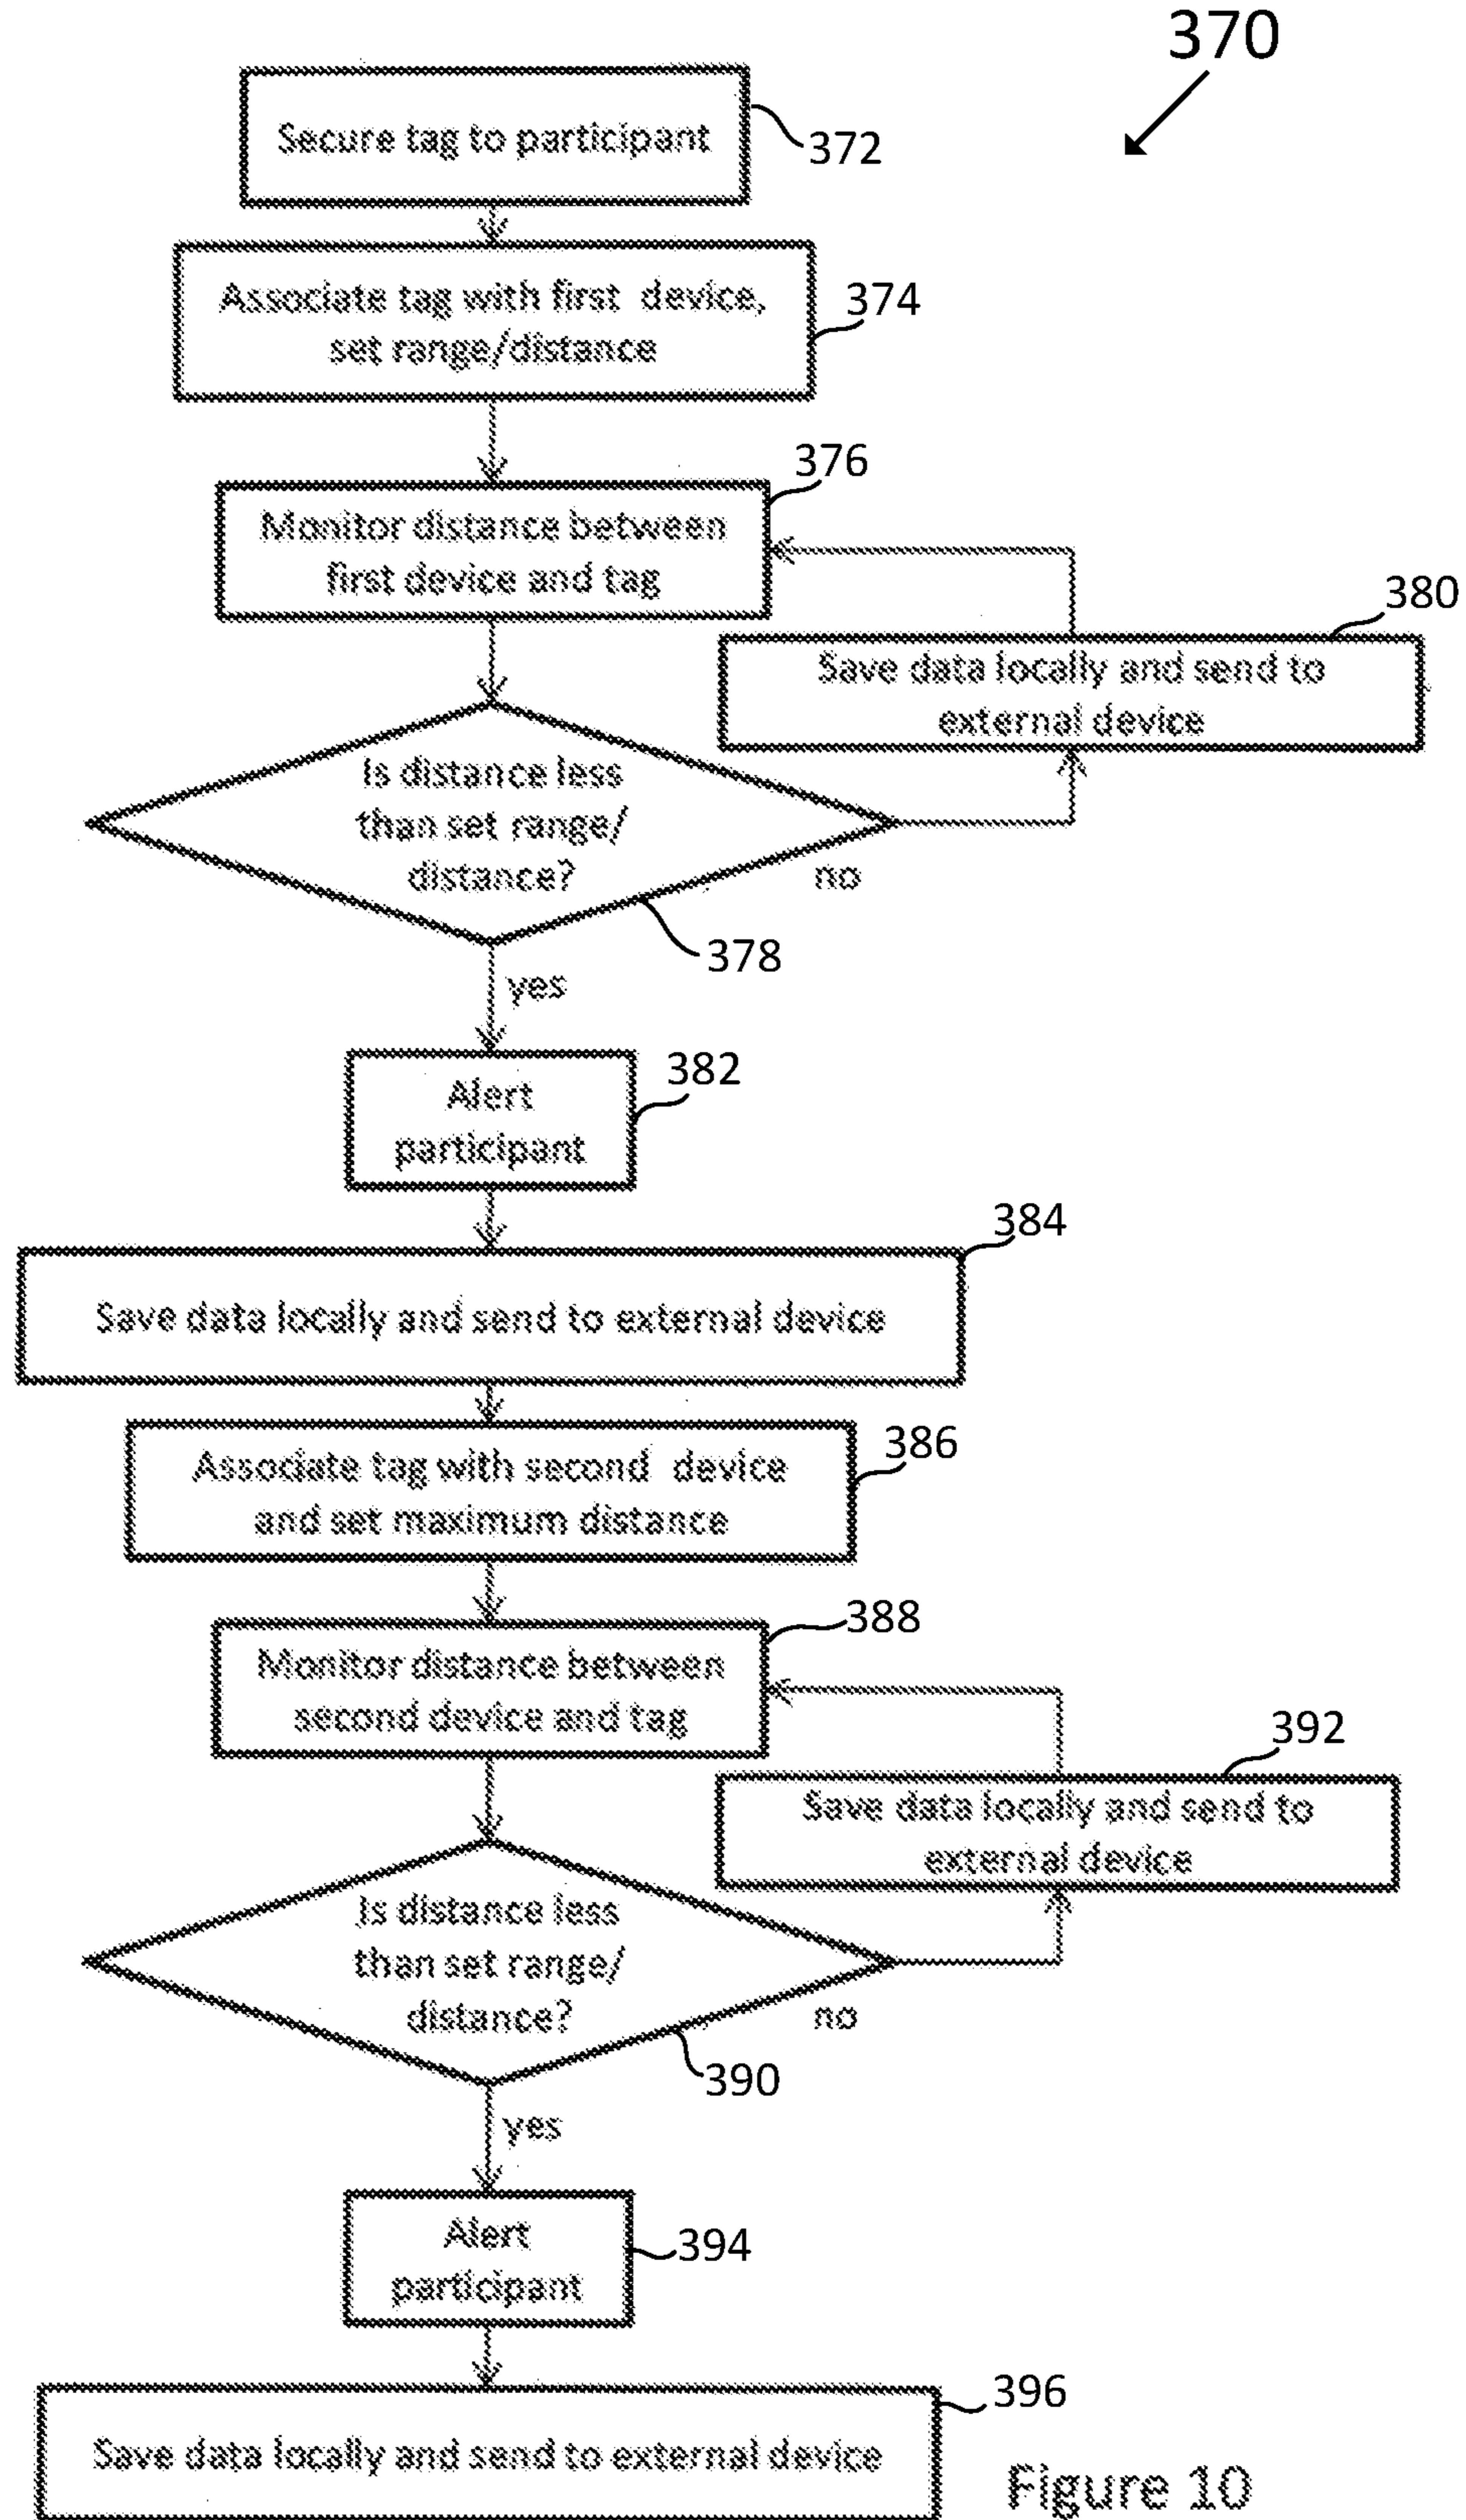 370
Secure tag to participant
372
Associate tag with first device,
set range/distance
374
376
Monitor distance between
first device and tag
380
Save data locally and send to
external device
Is distance less
than set range/
distance?
no
378
yes
382
Alert
participant
384
Save data locally and send to external device
386
Associate tag with second device
and set maximum distance
388
Monitor distance between
second device and tag
392
Save data locally and send to
external device
Is distance less
than set range/
distance?
no
390
yes
Alert
participant
394
396
Save data locally and send to external device
Figure 10